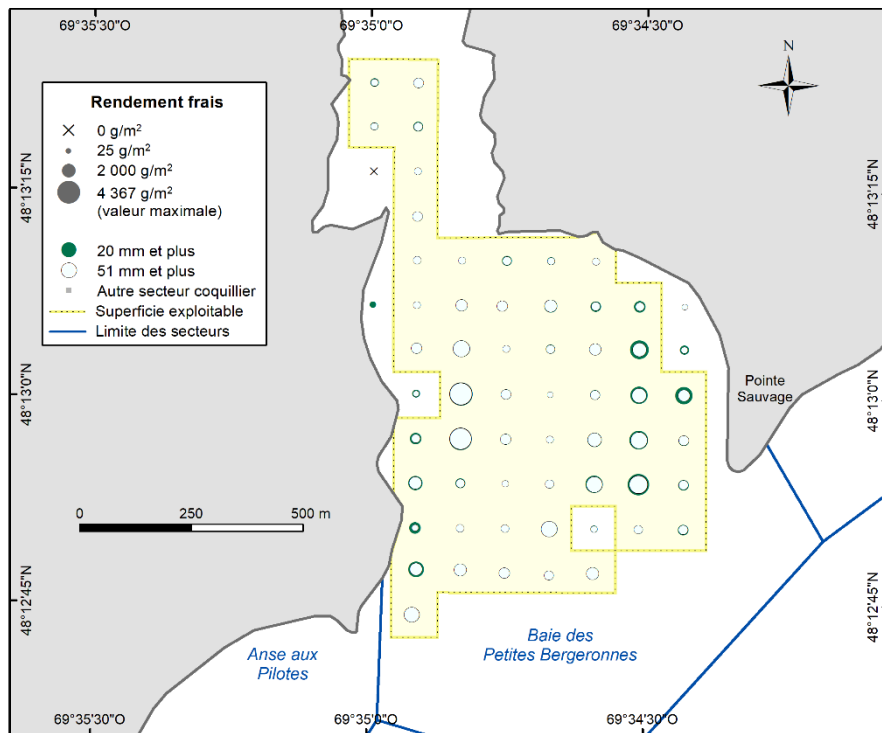 69°35'30"O
69°35'0"O
69°34'30"O
N
Rendement frais
0 g/m²
25 g/m²
2 000 g/m²
4 367 g/m²
(valeur maximale)
20 mm et plus
51 mm et plus
Autre secteur coquillier
Superficie exploitable
Limite des secteurs
48°13'15"N
48°13'15"N
Pointe
Sauvage
48°13'0"N
48°13'0"N
0
250
500 m
48°12'45"N
48°12'45"N
Anse aux
Pilotes
Baie des
Petites Bergeronnes
69°35'30"O
69°35'0"O
69°34'30"O